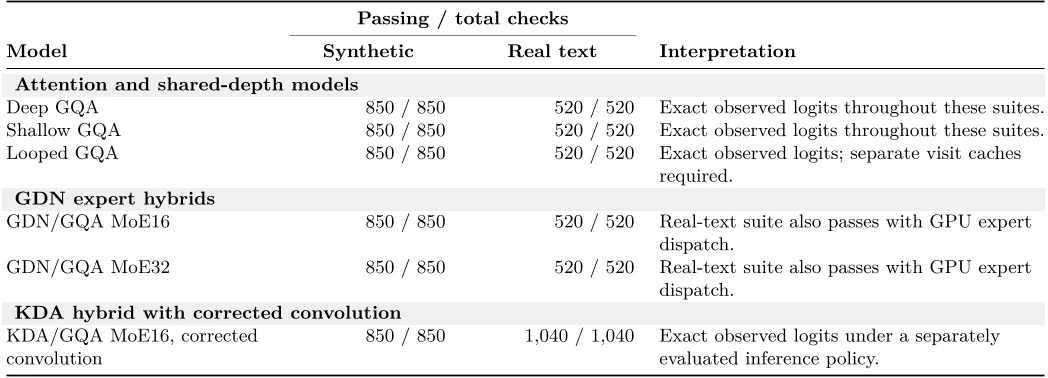 Passing / total checks
Model Synthetic Real text Interpretation
Attention and shared-depth models
Deep GQA 850 / 850 520 / 520 Exact observed logits throughout these suites.
Shallow GQA 850 / 850 520 / 520 Exact observed logits throughout these suites.
Looped GQA 850 / 850 520 / 520 Exact observed logits; separate visit caches
required.
GDN expert hybrids
GDN/GQA MoE16 850 / 850 520 / 520 Real-text suite also passes with GPU expert
dispatch.
GDN/GQA MoE32 850 / 850 520 / 520 Real-text suite also passes with GPU expert
dispatch.
KDA hybrid with corrected convolution
KDA/GQA MoE16, corrected 850 / 850 1,040 / 1,040 Exact observed logits under a separately
convolution evaluated inference policy.